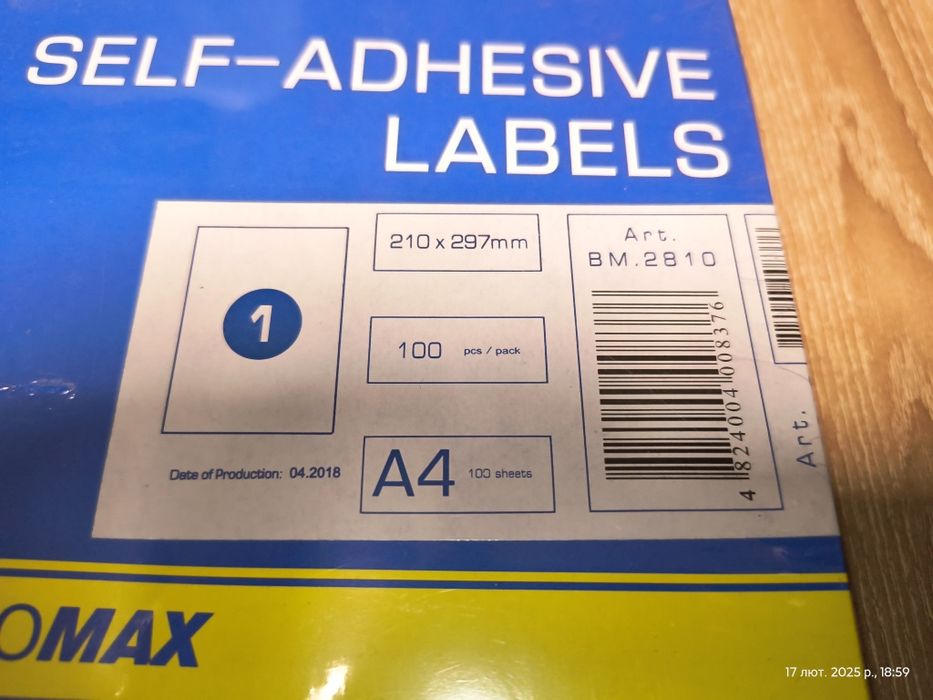 SELF-ADHESIVE
LABELS
1
210 x 297mm
100 pcs / pack
A4 100 sheets
Date of Production: 04.2018
Art.
BM.2810
4 824004 008376
Art.
OMAX
17 лют. 2025 р., 18:59